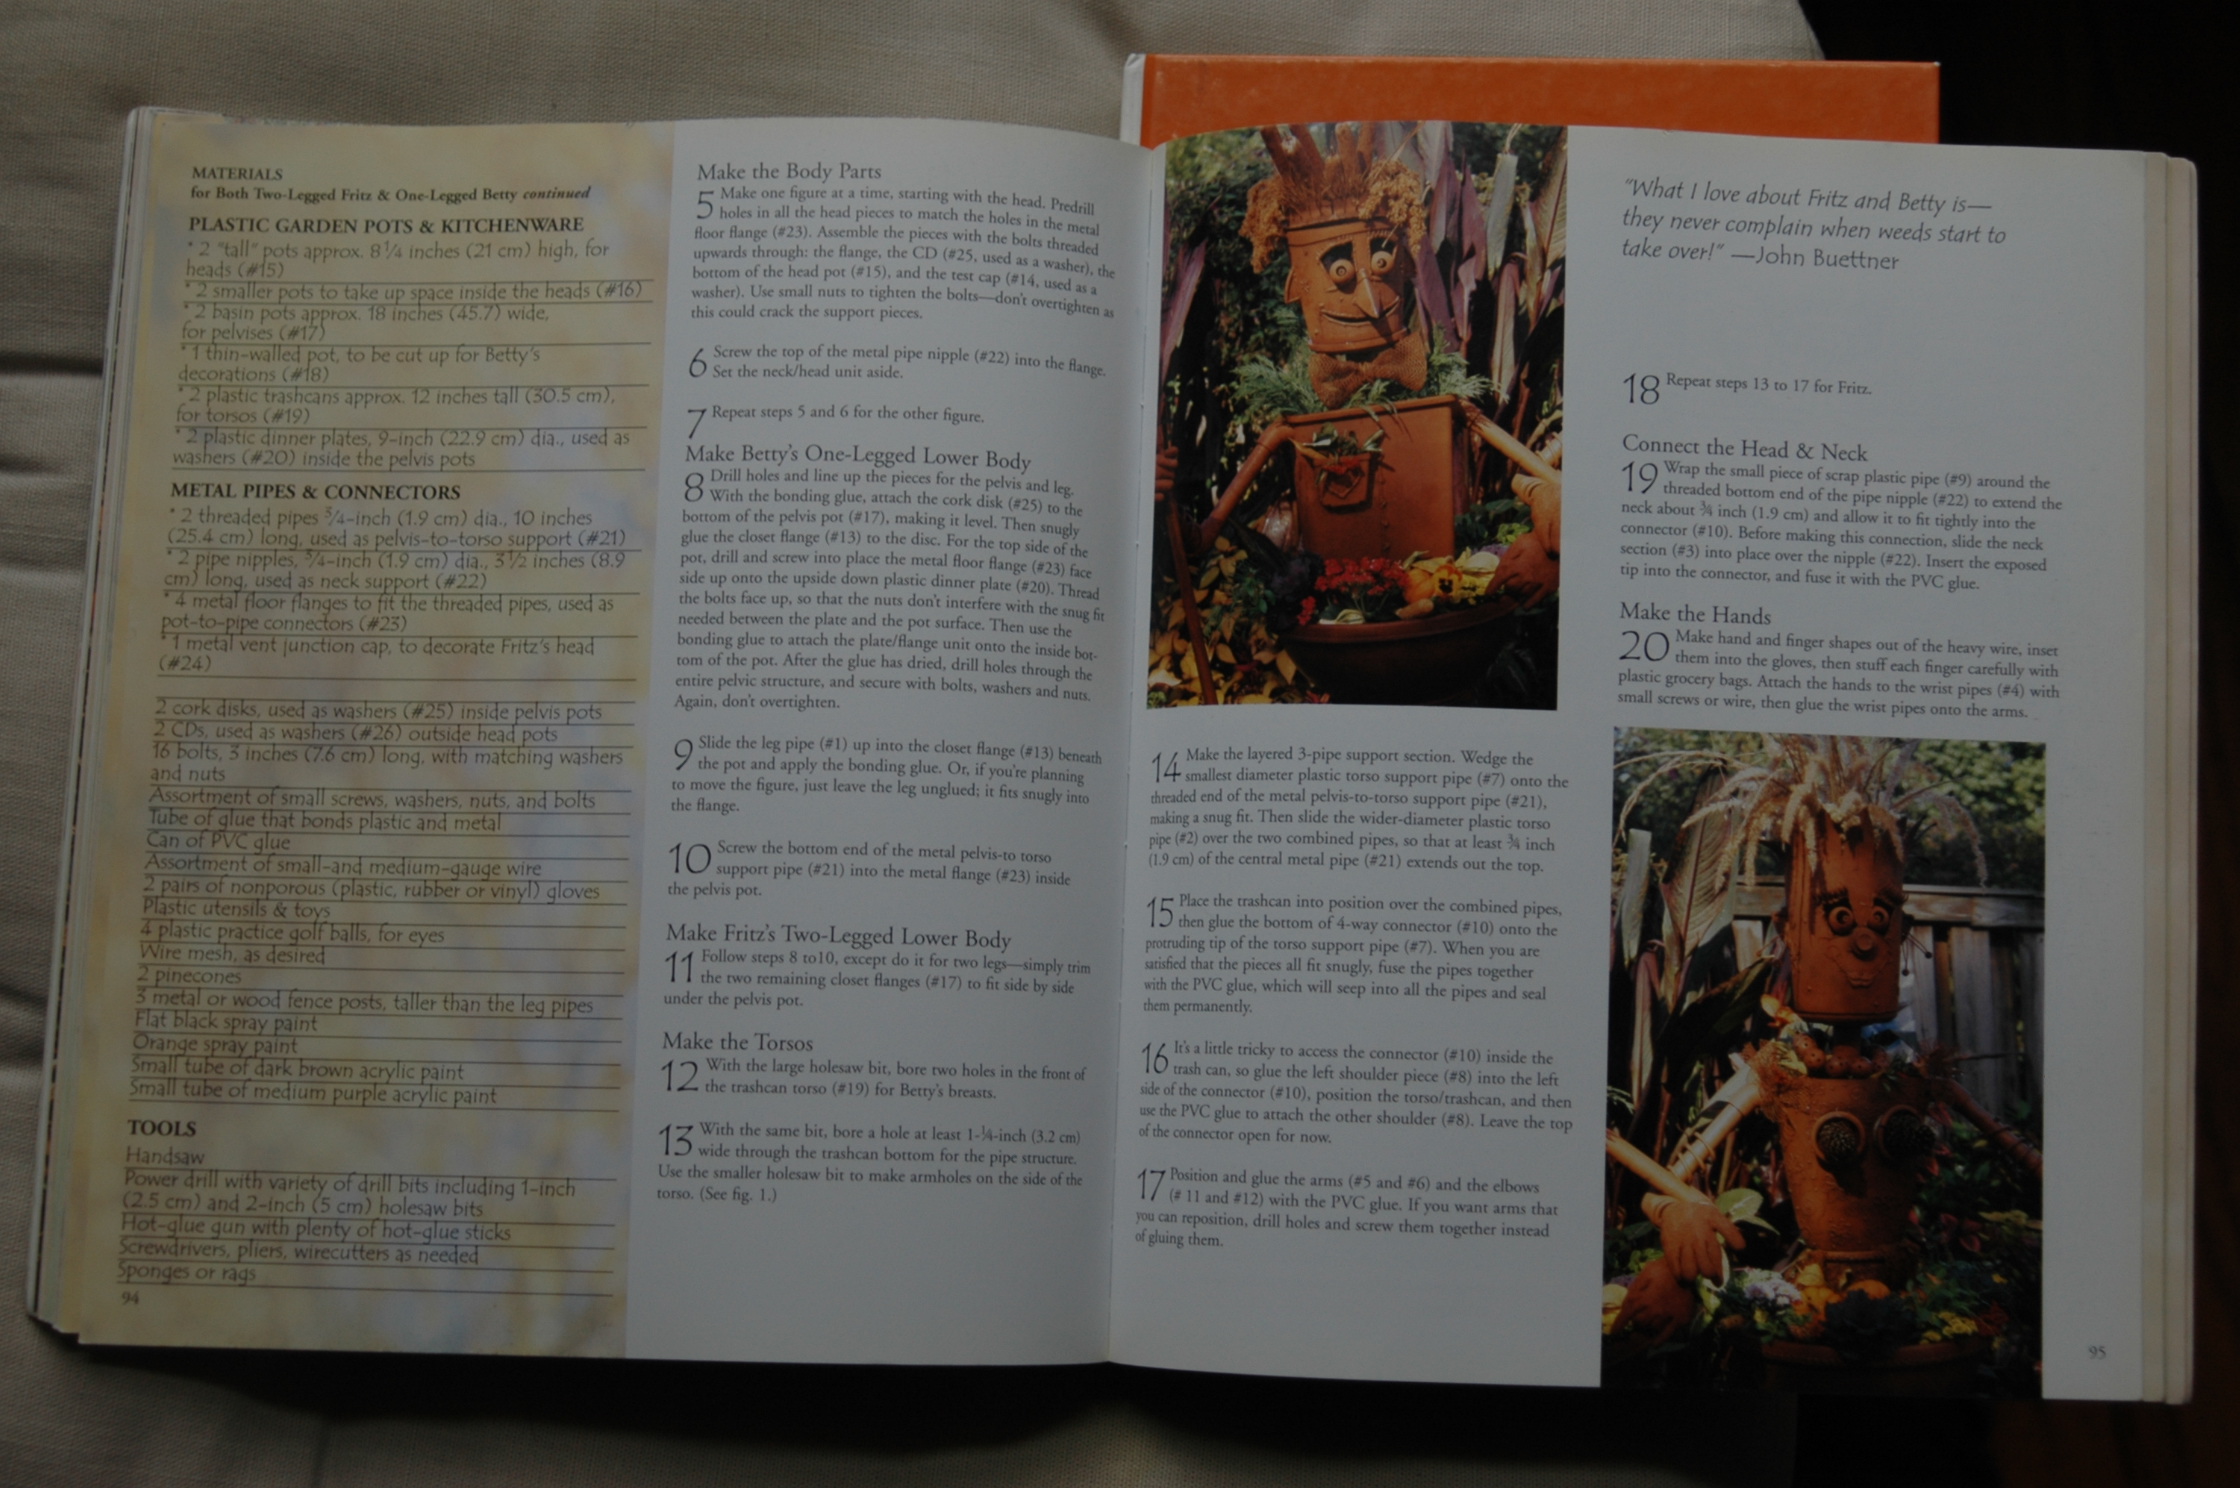 MATERIALS
for Both Two-Legged Fritz & One-Legged Betty continued
PLASTIC GARDEN POTS & KITCHENWARE
* 2 "tall" pots approx. 8 1/4 inches (21 cm) high, for
heads (#15)
* 2 smaller pots to take up space inside the heads (#16)
* 2 basin pots approx. 18 inches (45.7) wide,
for pelvises (#17)
* 1 thin-walled pot, to be cut up for Betty's
decorations (#18)
* 2 plastic trashcans approx. 12 inches tall (30.5 cm),
for torsos (#19)
* 2 plastic dinner plates, 9-inch (22.9 cm) dia., used as
washers (#20) inside the pelvis pots
METAL PIPES & CONNECTORS
* 2 threaded pipes 3/4-inch (1.9 cm) dia., 10 inches
(25.4 cm) long, used as pelvis-to-torso support (#21)
* 2 pipe nipples, 3/4-inch (1.9 cm) dia., 3 1/2 inches (8.9
cm) long, used as neck support (#22)
* 4 metal floor flanges to fit the threaded pipes, used as
pot-to-pipe connectors (#23)
* 1 metal vent junction cap, to decorate Fritz's head
(#24)
2 cork disks, used as washers (#25) inside pelvis pots
2 CDs, used as washers (#26) outside head pots
16 bolts, 3 inches (7.6 cm) long, with matching washers
and nuts
Assortment of small screws, washers, nuts, and bolts
Tube of glue that bonds plastic and metal
Can of PVC glue
Assortment of small-and medium-gauge wire
2 pairs of nonporous (plastic, rubber or vinyl) gloves
Plastic utensils & toys
4 plastic practice golf balls, for eyes
Wire mesh, as desired
2 pinecones
3 metal or wood fence posts, taller than the leg pipes
Flat black spray paint
Orange spray paint
Small tube of dark brown acrylic paint
Small tube of medium purple acrylic paint
TOOLS
Handsaw
Power drill with variety of drill bits including 1-inch
(2.5 cm) and 2-inch (5 cm) holesaw bits
Hot-glue gun with plenty of hot-glue sticks
Screwdrivers, pliers, wirecutters as needed
Sponges or rags
94
Make the Body Parts
5 Make one figure at a time, starting with the head. Predrill
holes in all the head pieces to match the holes in the metal
floor flange (#23). Assemble the pieces with the bolts threaded
upwards through: the flange, the CD (#25, used as a washer), the
bottom of the head pot (#15), and the test cap (#14, used as a
washer). Use small nuts to tighten the bolts—don't overtighten as
this could crack the support pieces.
6 Screw the top of the metal pipe nipple (#22) into the flange.
Set the neck/head unit aside.
7 Repeat steps 5 and 6 for the other figure.
Make Betty's One-Legged Lower Body
8 Drill holes and line up the pieces for the pelvis and leg.
With the bonding glue, attach the cork disk (#25) to the
bottom of the pelvis pot (#17), making it level. Then snugly
glue the closet flange (#13) to the disc. For the top side of the
pot, drill and screw into place the metal floor flange (#23) face
side up onto the upside down plastic dinner plate (#20). Thread
the bolts face up, so that the nuts don't interfere with the snug fit
needed between the plate and the pot surface. Then use the
bonding glue to attach the plate/flange unit onto the inside bot-
tom of the pot. After the glue has dried, drill holes through the
entire pelvic structure, and secure with bolts, washers and nuts.
Again, don't overtighten.
9 Slide the leg pipe (#1) up into the closet flange (#13) beneath
the pot and apply the bonding glue. Or, if you're planning
to move the figure, just leave the leg unglued; it fits snugly into
the flange.
10 Screw the bottom end of the metal pelvis-to torso
support pipe (#21) into the metal flange (#23) inside
the pelvis pot.
Make Fritz's Two-Legged Lower Body
11 Follow steps 8 to10, except do it for two legs—simply trim
the two remaining closet flanges (#17) to fit side by side
under the pelvis pot.
Make the Torsos
12 With the large holesaw bit, bore two holes in the front of
the trashcan torso (#19) for Betty's breasts.
13 With the same bit, bore a hole at least 1-1/4-inch (3.2 cm)
wide through the trashcan bottom for the pipe structure.
Use the smaller holesaw bit to make armholes on the side of the
torso. (See fig. 1.)
14 Make the layered 3-pipe support section. Wedge the
smallest diameter plastic torso support pipe (#7) onto the
threaded end of the metal pelvis-to-torso support pipe (#21),
making a snug fit. Then slide the wider-diameter plastic torso
pipe (#2) over the two combined pipes, so that at least 3/4 inch
(1.9 cm) of the central metal pipe (#21) extends out the top.
15 Place the trashcan into position over the combined pipes,
then glue the bottom of 4-way connector (#10) onto the
protruding tip of the torso support pipe (#7). When you are
satisfied that the pieces all fit snugly, fuse the pipes together
with the PVC glue, which will seep into all the pipes and seal
them permanently.
16 It's a little tricky to access the connector (#10) inside the
trash can, so glue the left shoulder piece (#8) into the left
side of the connector (#10), position the torso/trashcan, and then
use the PVC glue to attach the other shoulder (#8). Leave the top
of the connector open for now.
17 Position and glue the arms (#5 and #6) and the elbows
(# 11 and #12) with the PVC glue. If you want arms that
you can reposition, drill holes and screw them together instead
of gluing them.
"What I love about Fritz and Betty is—
they never complain when weeds start to
take over!" —John Buettner
18 Repeat steps 13 to 17 for Fritz.
Connect the Head & Neck
19 Wrap the small piece of scrap plastic pipe (#9) around the
threaded bottom end of the pipe nipple (#22) to extend the
neck about 3/4 inch (1.9 cm) and allow it to fit tightly into the
connector (#10). Before making this connection, slide the neck
section (#3) into place over the nipple (#22). Insert the exposed
tip into the connector, and fuse it with the PVC glue.
Make the Hands
20 Make hand and finger shapes out of the heavy wire, inset
them into the gloves, then stuff each finger carefully with
plastic grocery bags. Attach the hands to the wrist pipes (#4) with
small screws or wire, then glue the wrist pipes onto the arms.
95